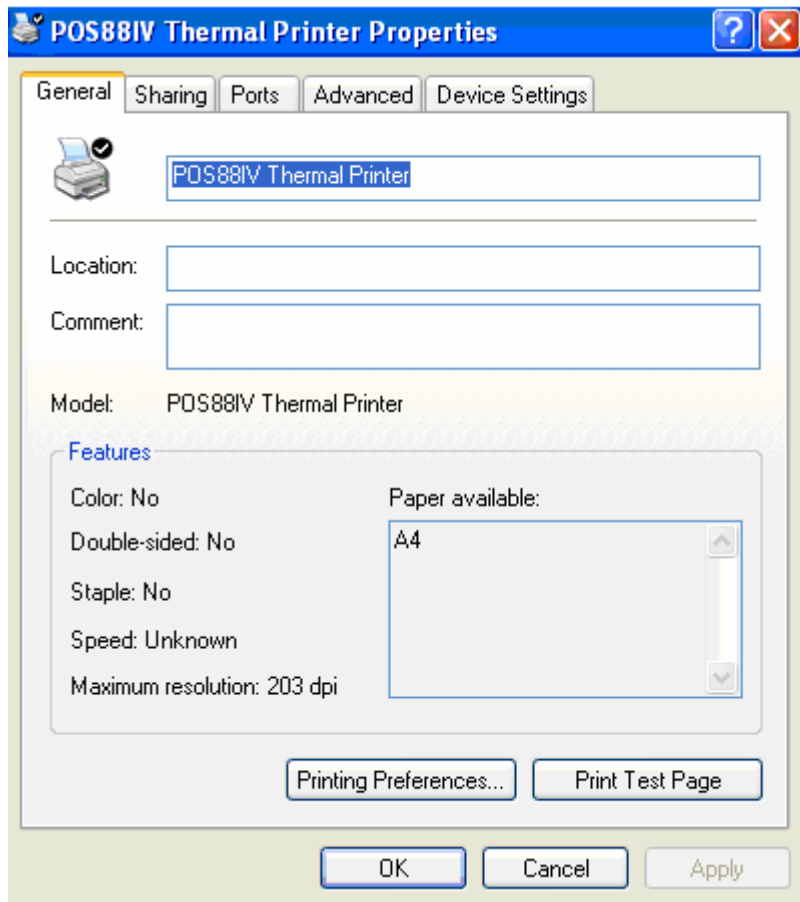 POS88IV Thermal Printer Properties
General Sharing Ports Advanced Device Settings
POS88IV Thermal Printer
Location:
Comment:
Model: POS88IV Thermal Printer
Features
Color: No
Paper available:
Double-sided: No
A4
Staple: No
Speed: Unknown
Maximum resolution: 203 dpi
Printing Preferences... Print Test Page
OK Cancel Apply